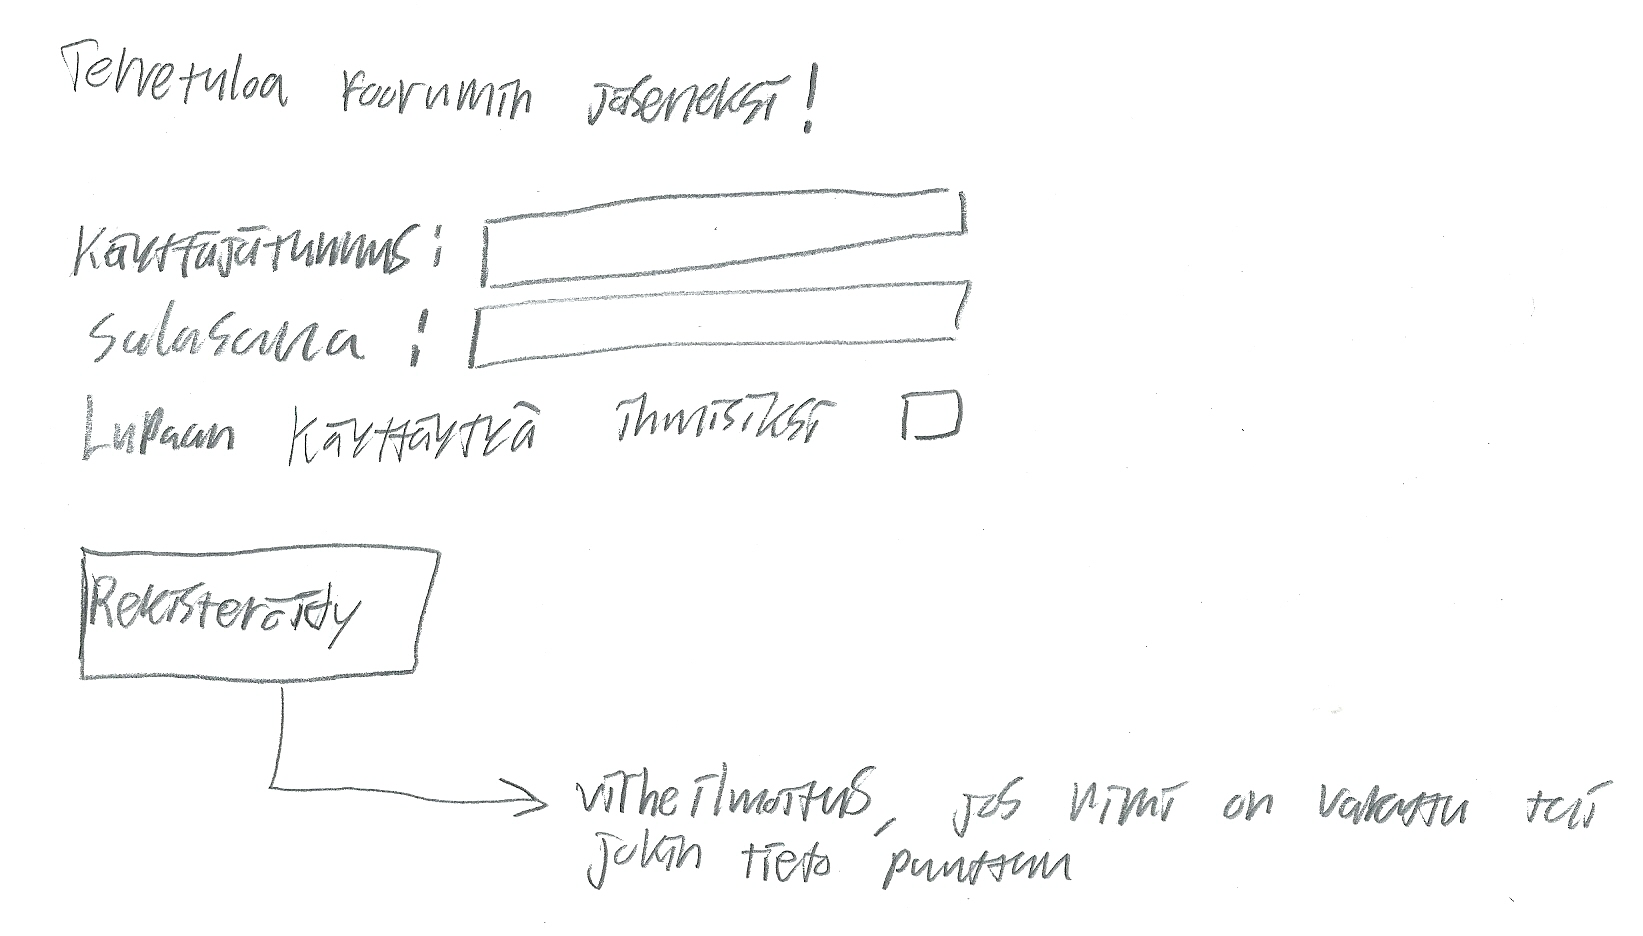 Tervetuloa foorumin jäseneksi!
Käyttäjätunnus:
Salasana:
Lupaan käyttäytyä ihmisiksi
Rekisteröidy
virheilmoitus, jos nimi on varattu tai
jokin tieto puuttuu